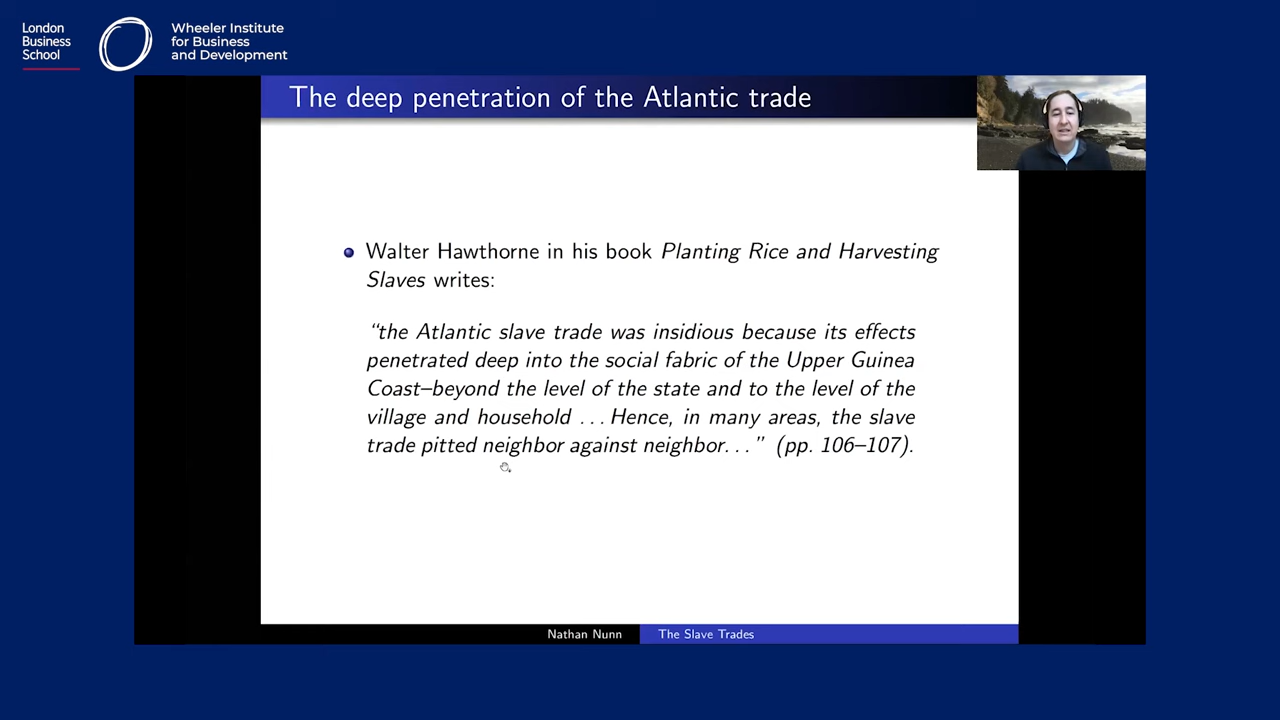 London
Business
School
Wheeler Institute
for Business
and Development
The deep penetration of the Atlantic trade
Walter Hawthorne in his book Planting Rice and Harvesting
Slaves writes:
“the Atlantic slave trade was insidious because its effects
penetrated deep into the social fabric of the Upper Guinea
Coast–beyond the level of the state and to the level of the
village and household ...Hence, in many areas, the slave
trade pitted neighbor against neighbor...” (pp. 106–107).
Nathan Nunn
The Slave Trades